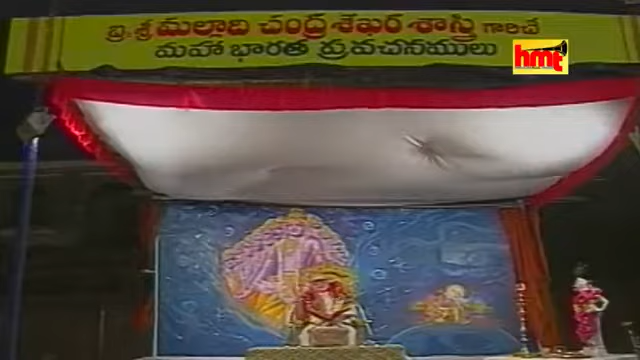 బ్ర॥శ్రీ మల్లాది చంద్రశేఖర శాస్త్రి గారిచే
మహా భారత ప్రవచనములు
hmt